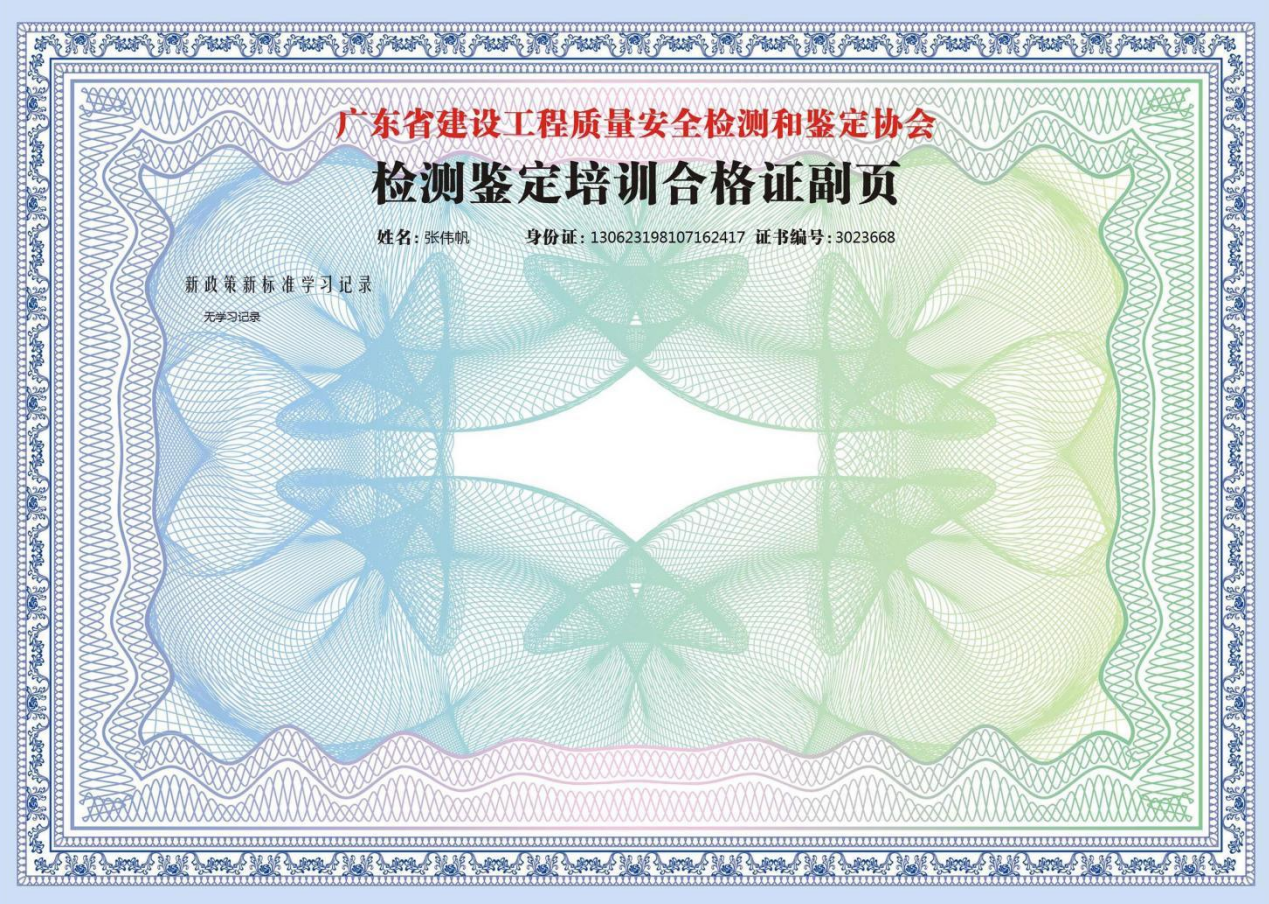 广东省建设工程质量安全检测和鉴定协会
检测鉴定培训合格证副页
姓名: 张伟帆 身份证: 130623198107162417 证书编号: 3023668
新政策新标准学习记录
无学习记录